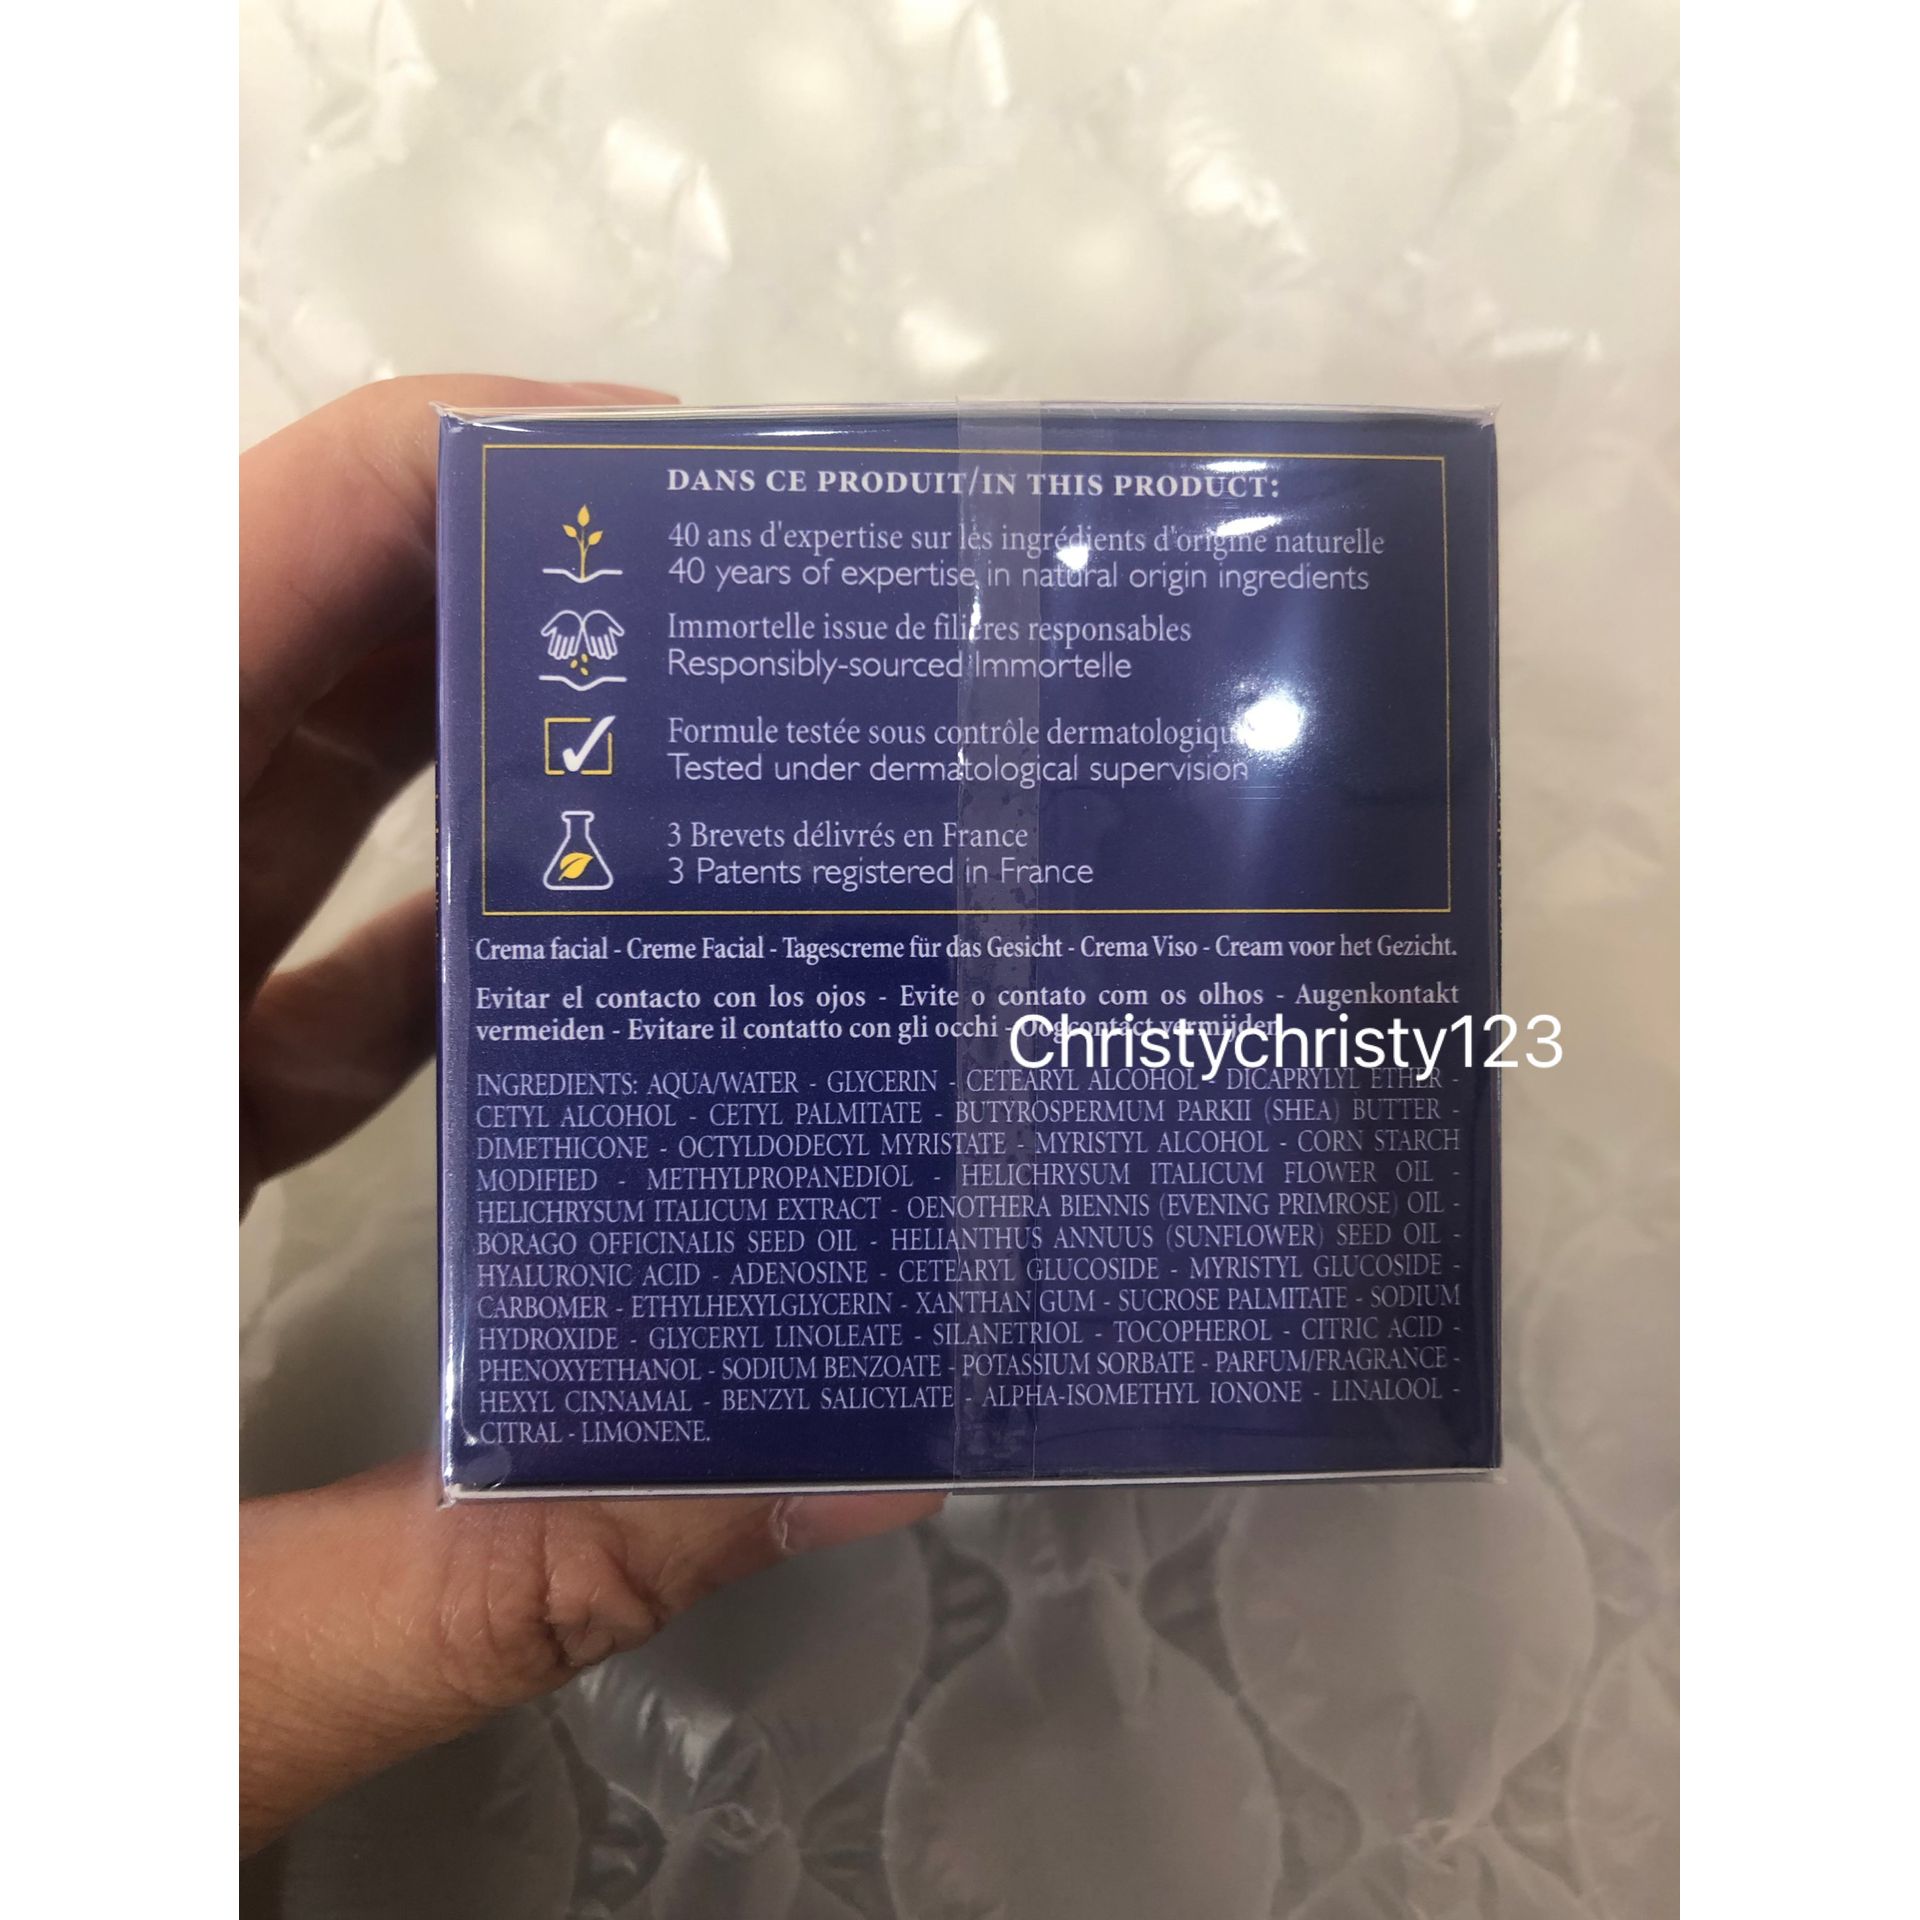 DANS CE PRODUIT/IN THIS PRODUCT:
40 ans d'expertise sur les ingrédients d'origine naturelle
40 years of expertise in natural origin ingredients
Immortelle issue de filières responsables
Responsibly-sourced Immortelle
Formule testée sous contrôle
Tested under dermatological supervision
3 Brevets délivrés en France
3 Patents registered in France
Crema facial - Creme Facial - Tagescreme für das Gesicht - Crema Viso - Cream voor het Gezicht.
Evitar el contacto con los ojos - Evite o contato com os olhos - Augenkontakt
vermeiden - Evitare il contatto con gli occhi - Oogcontact vermijden
Christychristy123
INGREDIENTS: AQUA/WATER - GLYCERIN - CETEARYL ALCOHOL - DICAPRYLYL ETHER -
CETYL ALCOHOL - CETYL PALMITATE - BUTYROSPERMUM PARKII (SHEA) BUTTER -
DIMETHICONE - OCTYLDODECYL MYRISTATE - MYRISTYL ALCOHOL - CORN STARCH
MODIFIED - METHYLPROPANEDIOL - HELICHRYSUM ITALICUM FLOWER OIL -
HELICHRYSUM ITALICUM EXTRACT - OENOTHERA BIENNIS (EVENING PRIMROSE) OIL -
BORAGO OFFICINALIS SEED OIL - HELIANTHUS ANNUUS (SUNFLOWER) SEED OIL -
HYALURONIC ACID - ADENOSINE - CETEARYL GLUCOSIDE - MYRISTYL GLUCOSIDE -
CARBOMER - ETHYLHEXYLGLYCERIN - XANTHAN GUM - SUCROSE PALMITATE - SODIUM
HYDROXIDE - GLYCERYL LINOLEATE - SILANETRIOL - TOCOPHEROL - CITRIC ACID -
PHENOXYETHANOL - SODIUM BENZOATE - POTASSIUM SORBATE - PARFUM/FRAGRANCE -
HEXYL CINNAMAL - BENZYL SALICYLATE - ALPHA-ISOMETHYL IONONE - LINALOOL -
CITRAL - LIMONENE.